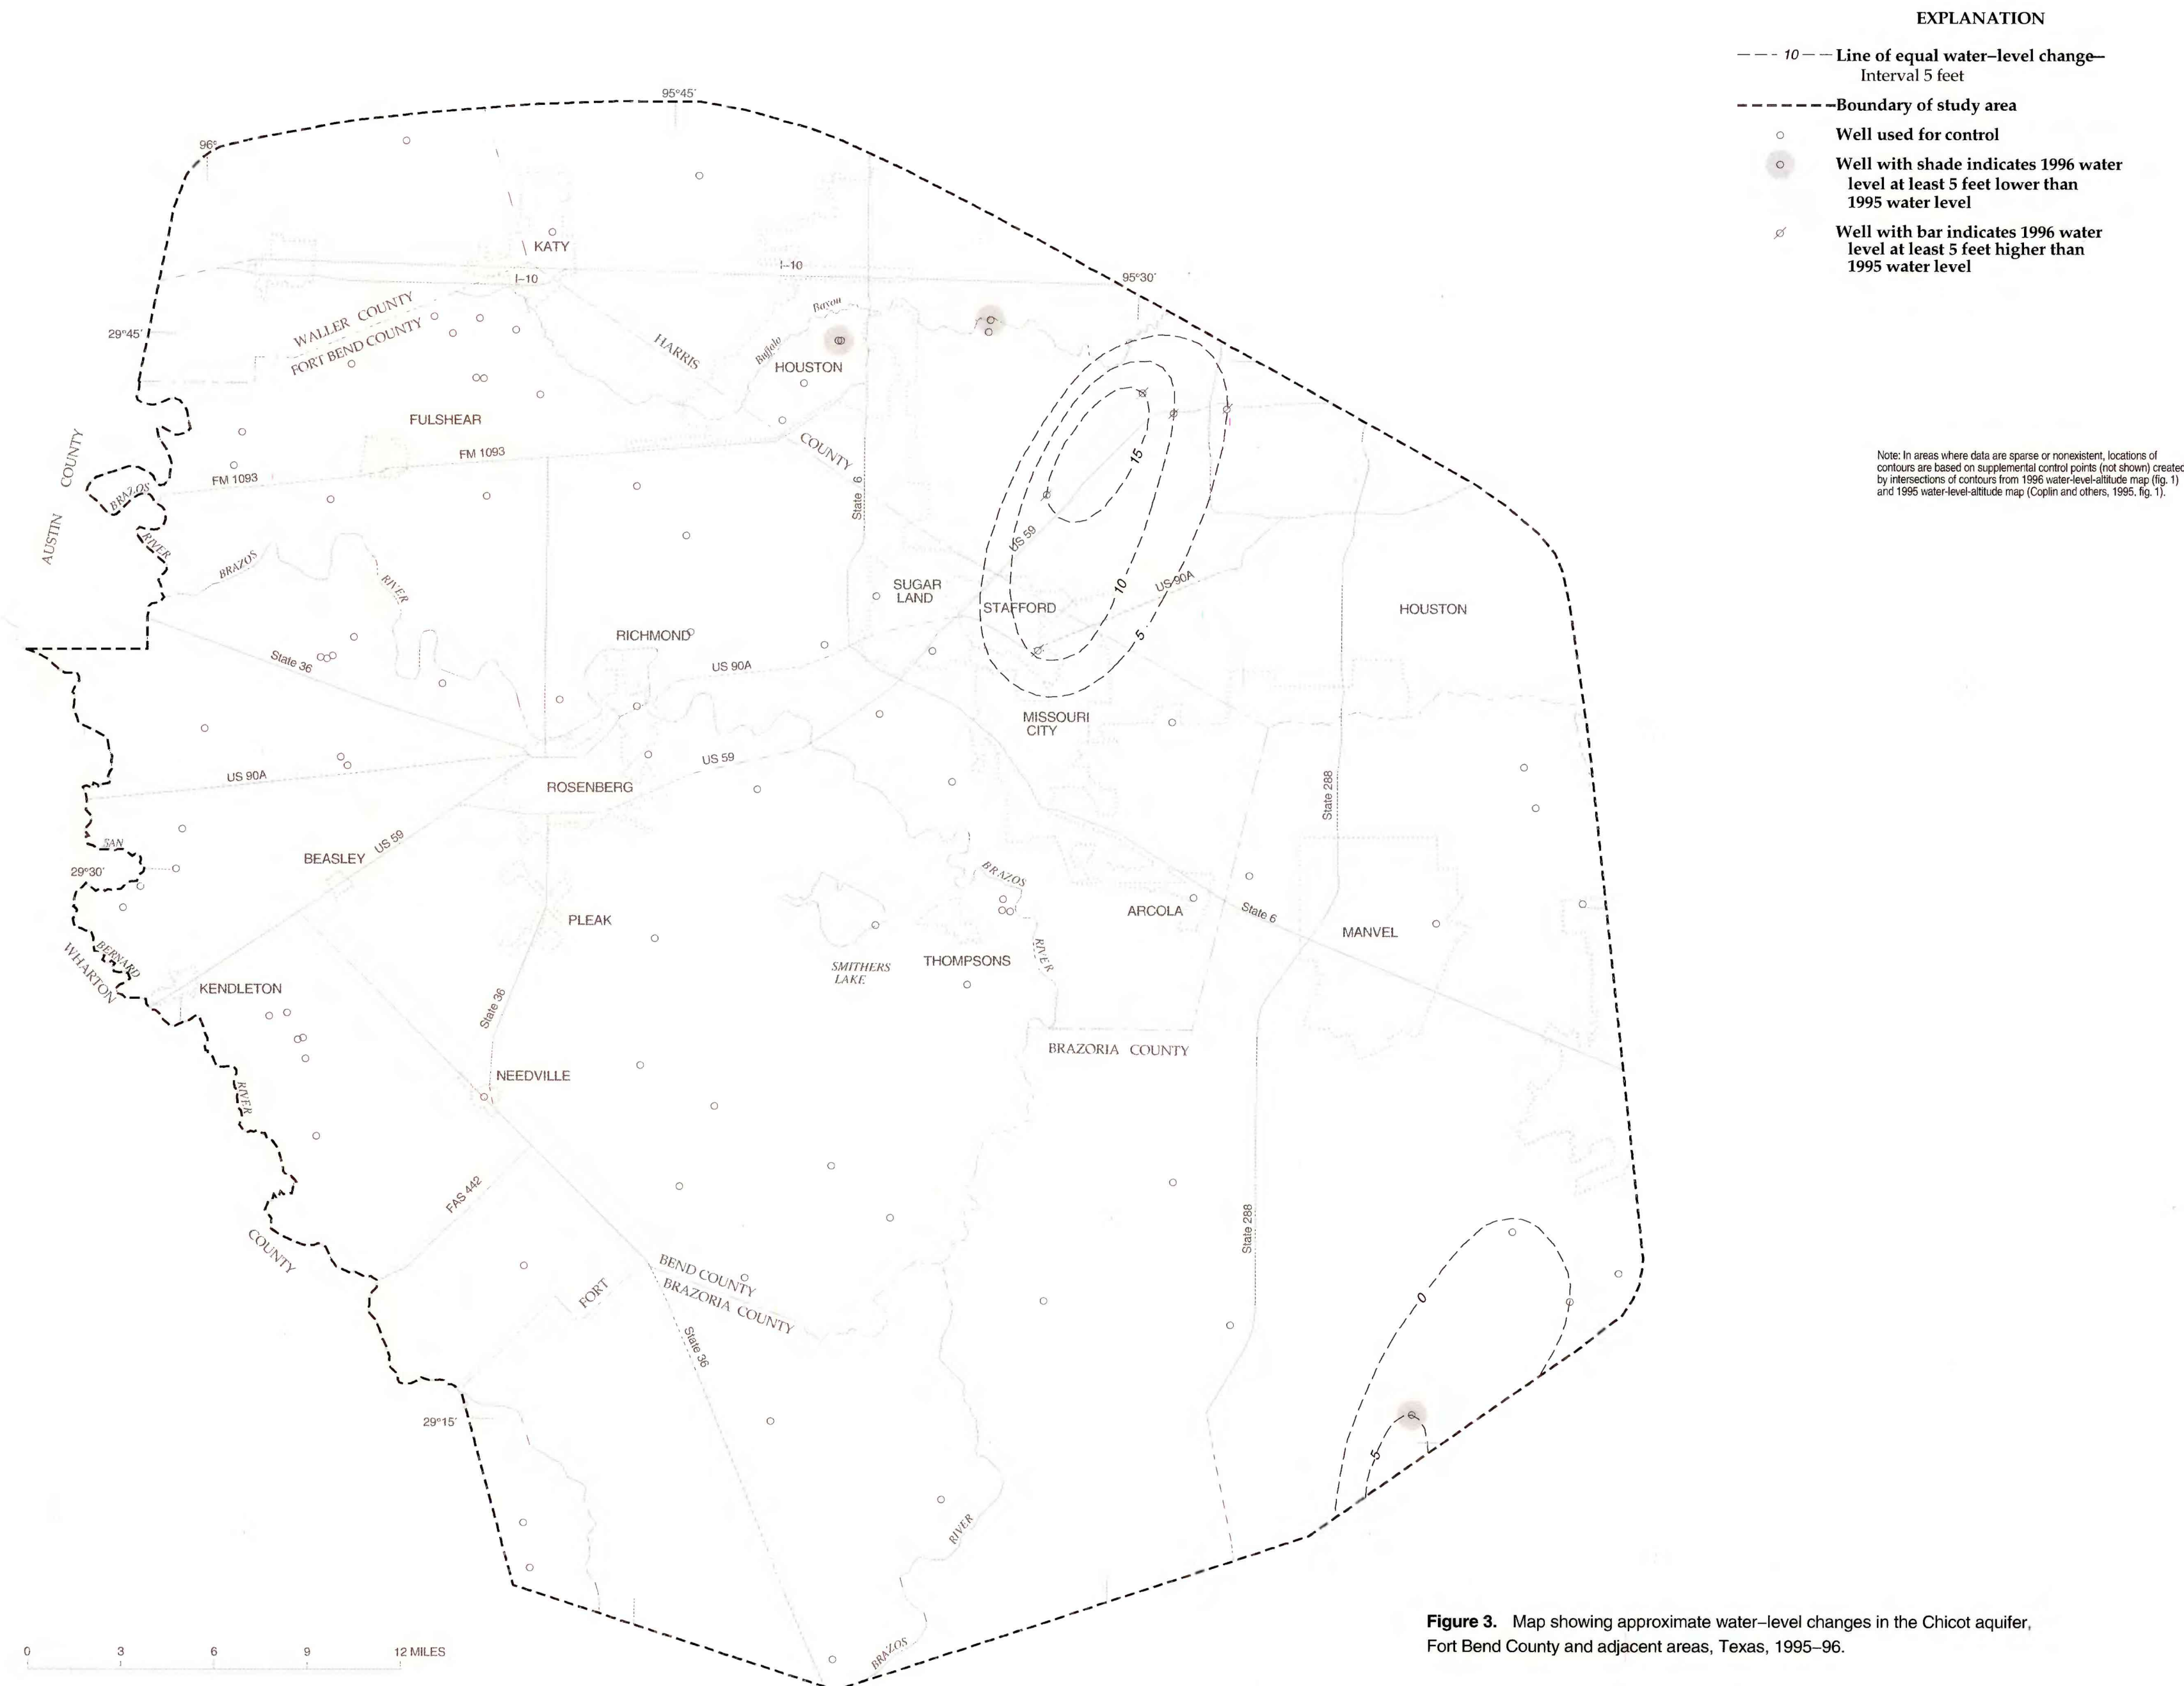 EXPLANATION
— — - 10 — — Line of equal water–level change—
Interval 5 feet
Boundary of study area
Well used for control
Well with shade indicates 1996 water
level at least 5 feet lower than
1995 water level
Well with bar indicates 1996 water
level at least 5 feet higher than
1995 water level
Note: In areas where data are sparse or nonexistent, locations of
contours are based on supplemental control points (not shown) created
by intersections of contours from 1996 water-level-altitude map (fig. 1)
and 1995 water-level-altitude map (Coplin and others, 1995, fig. 1).
95°45'
96°
KATY
I–10
I–10
95°30'
29°45'
WALLER COUNTY
FORT BEND COUNTY
HARRIS
COUNTY
Buffalo
Bayou
HOUSTON
FULSHEAR
FM 1093
FM 1093
AUSTIN
COUNTY
BRAZOS
RIVER
BRAZOS
RIVER
State 6
15
US 59
10
US 90A
5
SUGAR
LAND
STAFFORD
HOUSTON
RICHMOND
State 36
US 90A
MISSOURI
CITY
US 90A
US 59
ROSENBERG
State 288
SAN
BEASLEY
US 59
29°30'
BRAZOS
PLEAK
ARCOLA
State 6
MANVEL
BERNARD
WHARTON
RIVER
SMITHERS
LAKE
THOMPSONS
KENDLETON
State 36
BRAZORIA COUNTY
NEEDVILLE
RIVER
FAS 442
State 288
COUNTY
BEND COUNTY
FORT
BRAZORIA COUNTY
0
State 36
29°15'
-5
RIVER
BRAZOS
0 3 6 9 12 MILES
Figure 3. Map showing approximate water–level changes in the Chicot aquifer,
Fort Bend County and adjacent areas, Texas, 1995–96.